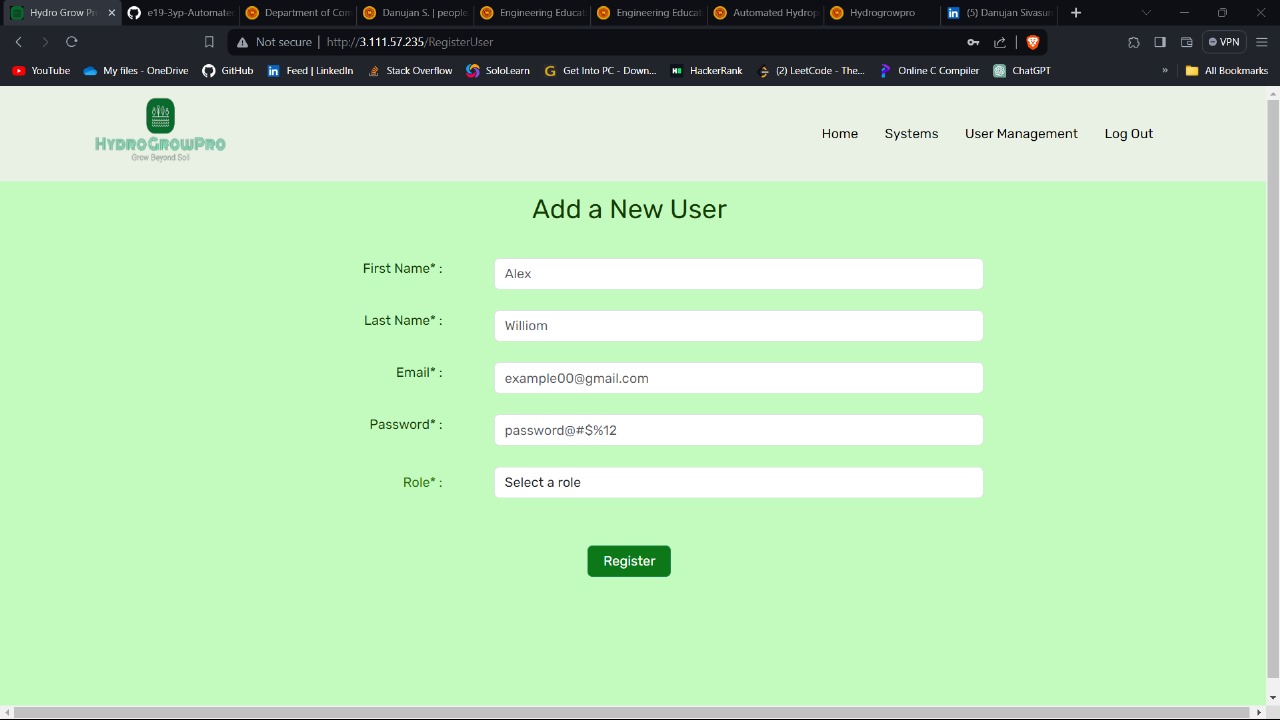 Hydro Grow Pr
e19-3yp-Automated
Department of Com
Danujan S. | people
Engineering Educat
Engineering Educat
Automated Hydrop
Hydrogrowpro
(5) Danujan Sivasun
Not secure | http://3.111.57.235/RegisterUser
VPN
YouTube
My files - OneDrive
GitHub
Feed | LinkedIn
Stack Overflow
SoloLearn
Get Into PC - Down...
HackerRank
(2) LeetCode - The...
Online C Compiler
ChatGPT
»
All Bookmarks
HydroGrowPro
Grow Beyond Soil
Home Systems User Management Log Out
Add a New User
First Name* : Alex
Last Name* : Williom
Email* : example00@gmail.com
Password* : password@#$%12
Role* : Select a role
Register